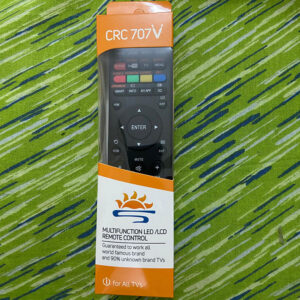 CRC 707V
ENTER
MUTE
MULTIFUNCTION LED /LCD
REMOTE CONTROL
Guaranteed to work all
world famous brand
and 90% unknown brand TVs
for All TVs